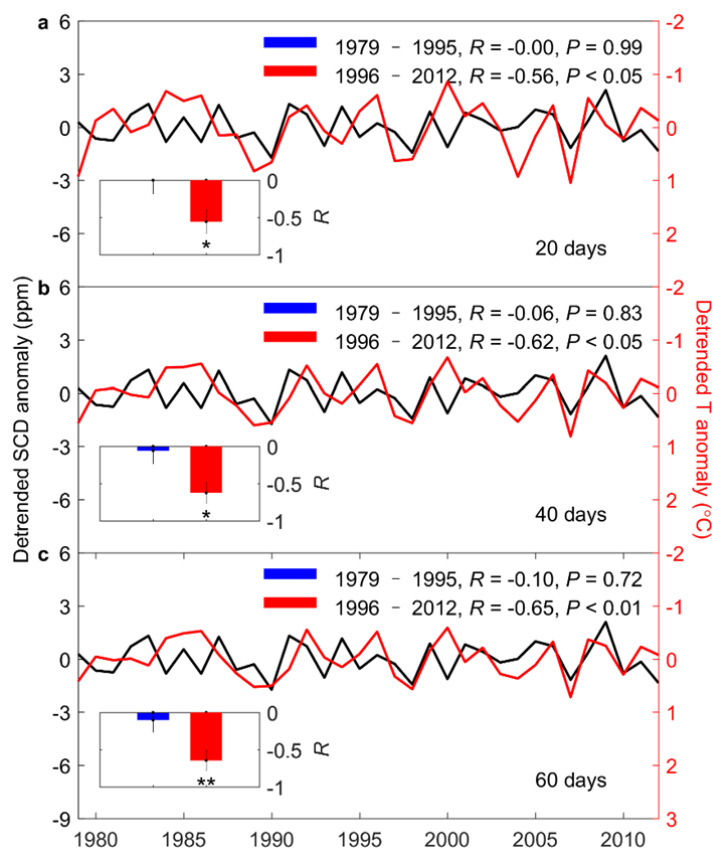 a
6
3
0
-3
-6
-2
-1
0
1
2
1979 – 1995, R = -0.00, P = 0.99
1996 – 2012, R = -0.56, P < 0.05
0
-0.5
-1
R
*
20 days
b
6
3
0
-3
-6
-2
-1
0
1
2
1979 – 1995, R = -0.06, P = 0.83
1996 – 2012, R = -0.62, P < 0.05
0
-0.5
-1
R
*
40 days
Detrended SCD anomaly (ppm)
Detrended T anomaly (°C)
c
6
3
0
-3
-6
-9
-2
-1
0
1
2
3
1979 – 1995, R = -0.10, P = 0.72
1996 – 2012, R = -0.65, P < 0.01
0
-0.5
-1
R
**
60 days
1980 1985 1990 1995 2000 2005 2010